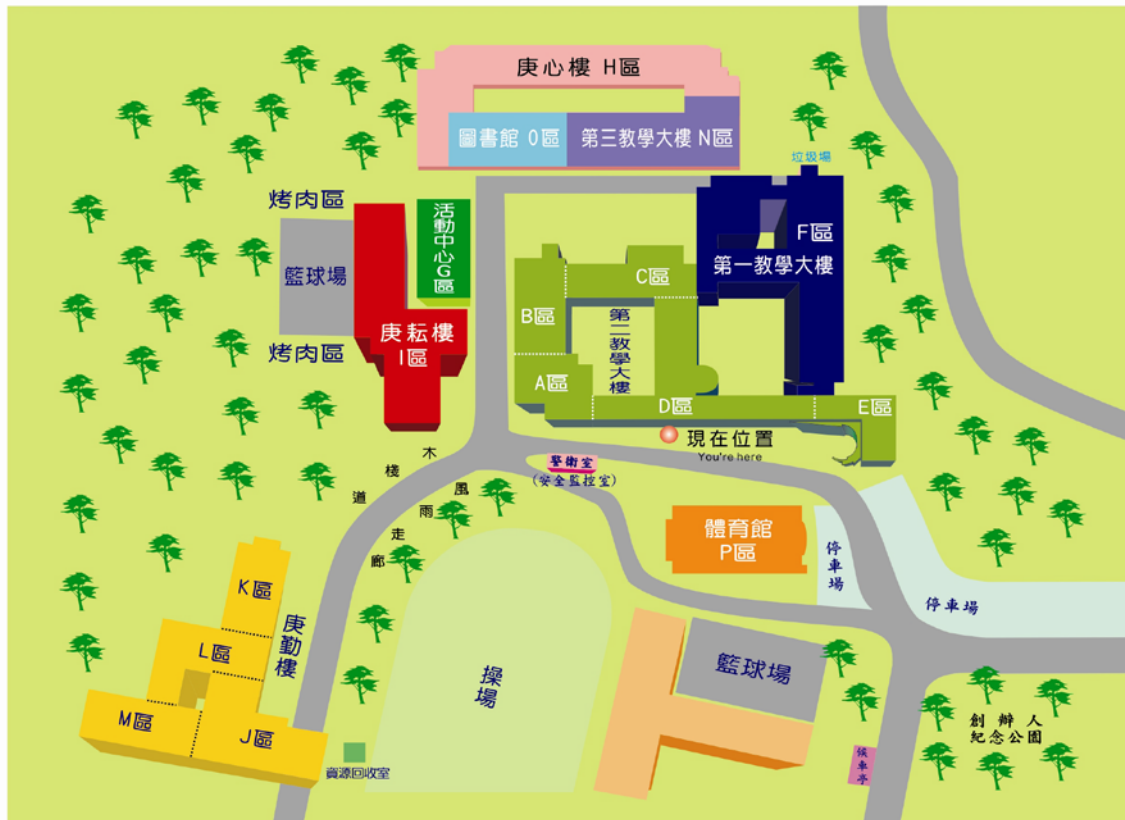 庚心樓 H區
圖書館 O區
第三教學大樓 N區
垃圾場
烤肉區
活動中心G區
F區
第一教學大樓
籃球場
C區
B區
第二教學大樓
庚耘樓
I區
烤肉區
A區
D區
E區
現在位置
You're here
木棧道
風雨走廊
警衛室
(安全監控室)
體育館
P區
停車場
停車場
K區
庚勤樓
L區
M區
J區
操場
籃球場
創辦人
紀念公園
候車亭
資源回收室